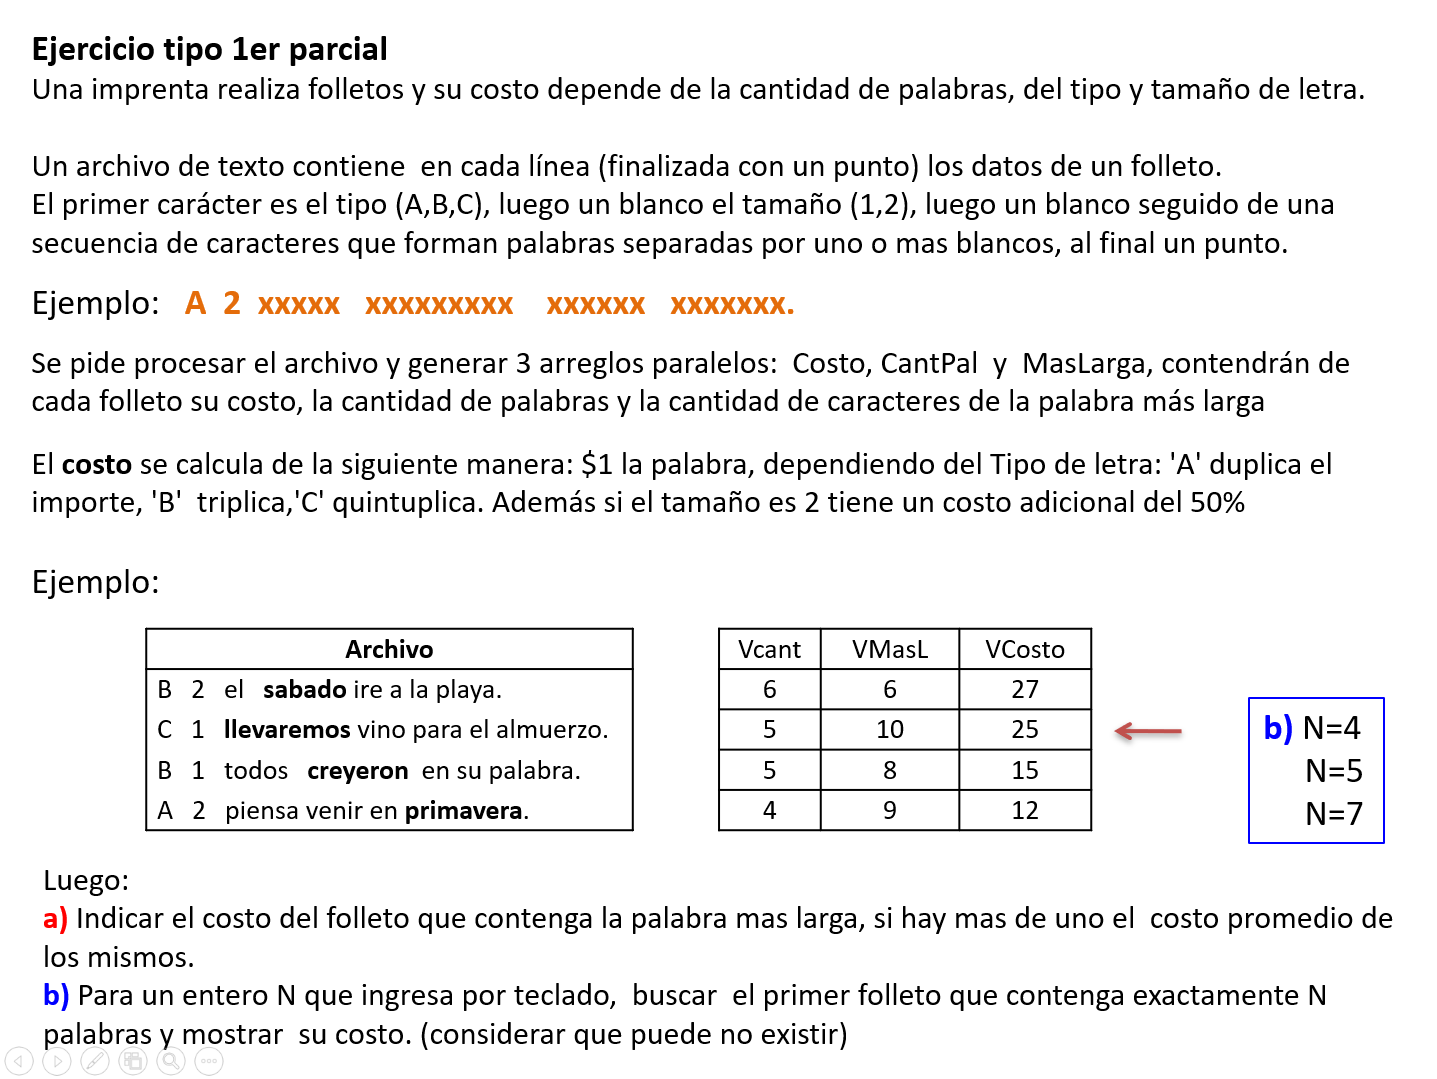 Ejercicio tipo 1er parcial
Una imprenta realiza folletos y su costo depende de la cantidad de palabras, del tipo y tamaño de letra.
Un archivo de texto contiene en cada línea (finalizada con un punto) los datos de un folleto.
El primer carácter es el tipo (A,B,C), luego un blanco el tamaño (1,2), luego un blanco seguido de una
secuencia de caracteres que forman palabras separadas por uno o mas blancos, al final un punto.
Ejemplo: A 2 xxxxx xxxxxxxxx xxxxxx xxxxxxx.
Se pide procesar el archivo y generar 3 arreglos paralelos: Costo, CantPal y MasLarga, contendrán de
cada folleto su costo, la cantidad de palabras y la cantidad de caracteres de la palabra más larga
El costo se calcula de la siguiente manera: $1 la palabra, dependiendo del Tipo de letra: 'A' duplica el
importe, 'B' triplica,'C' quintuplica. Además si el tamaño es 2 tiene un costo adicional del 50%
Ejemplo:
Archivo
B 2 el sabado ire a la playa.
C 1 llevaremos vino para el almuerzo.
B 1 todos creyeron en su palabra.
A 2 piensa venir en primavera.
Vcant VMasL VCosto
6 6 27
5 10 25
5 8 15
4 9 12
b) N=4
N=5
N=7
Luego:
a) Indicar el costo del folleto que contenga la palabra mas larga, si hay mas de uno el costo promedio de
los mismos.
b) Para un entero N que ingresa por teclado, buscar el primer folleto que contenga exactamente N
palabras y mostrar su costo. (considerar que puede no existir)